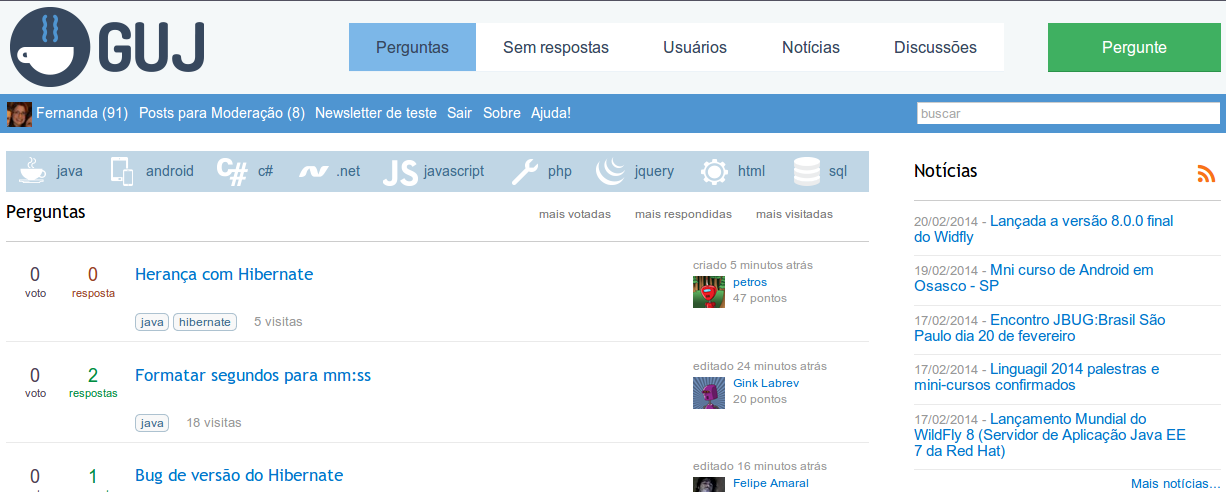 GUJ
Perguntas Sem respostas Usuários Notícias Discussões Pergunte
Fernanda (91) Posts para Moderação (8) Newsletter de teste Sair Sobre Ajuda! buscar
java android C# c# .net JS javascript php jquery html sql
Perguntas mais votadas mais respondidas mais visitadas
0 voto
0 resposta
Herança com Hibernate
java hibernate 5 visitas
criado 5 minutos atrás
petros
47 pontos
0 voto
2 respostas
Formatar segundos para mm:ss
java 18 visitas
editado 24 minutos atrás
Gink Labrev
20 pontos
0
1
Bug de versão do Hibernate
editado 16 minutos atrás
Felipe Amaral
Notícias
20/02/2014 - Lançada a versão 8.0.0 final
do Widfly
19/02/2014 - Mni curso de Android em
Osasco - SP
17/02/2014 - Encontro JBUG:Brasil São
Paulo dia 20 de fevereiro
17/02/2014 - Linguagil 2014 palestras e
mini-cursos confirmados
17/02/2014 - Lançamento Mundial do
WildFly 8 (Servidor de Aplicação Java EE
7 da Red Hat)
Mais notícias...